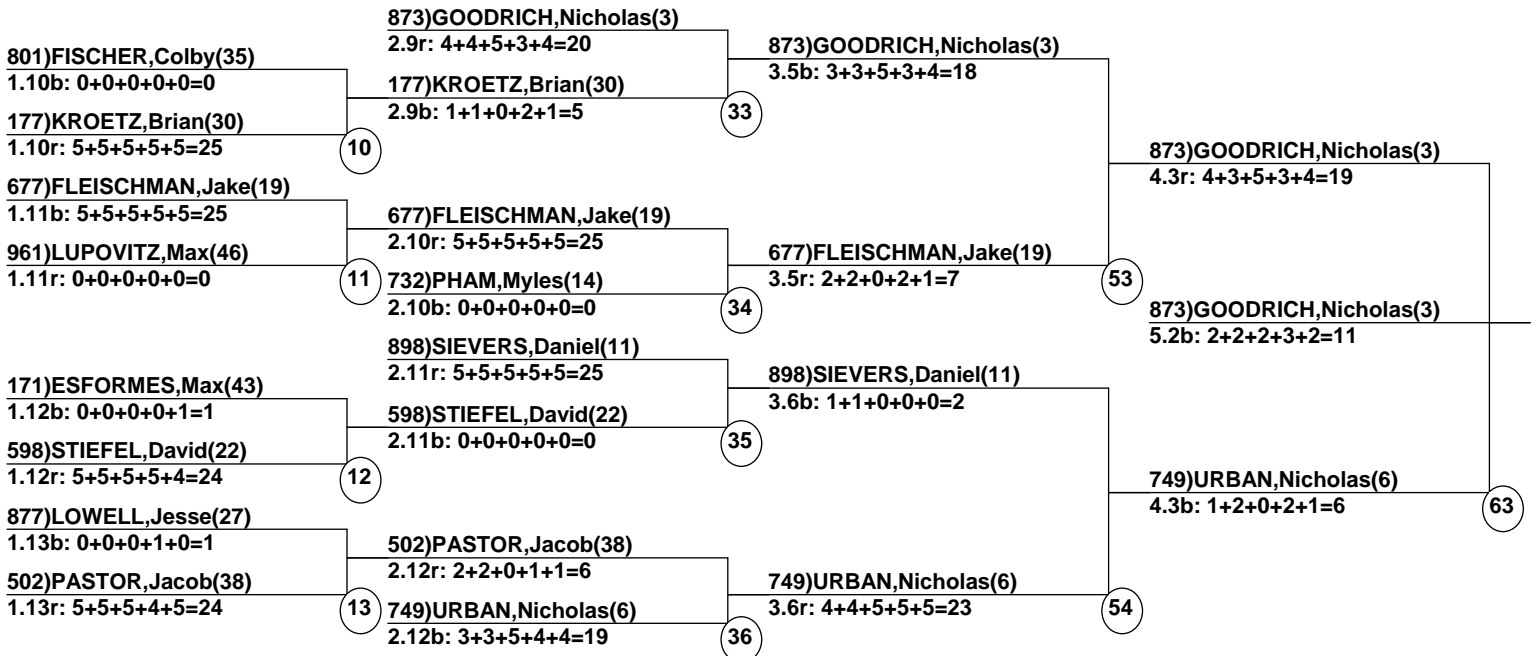 801)FISCHER,Colby(35)
1.10b: 0+0+0+0+0=0
177)KROETZ,Brian(30)
1.10r: 5+5+5+5+5=25
10
677)FLEISCHMAN,Jake(19)
1.11b: 5+5+5+5+5=25
961)LUPOVITZ,Max(46)
1.11r: 0+0+0+0+0=0
11
171)ESFORMES,Max(43)
1.12b: 0+0+0+0+1=1
598)STIEFEL,David(22)
1.12r: 5+5+5+5+4=24
12
877)LOWELL,Jesse(27)
1.13b: 0+0+0+1+0=1
502)PASTOR,Jacob(38)
1.13r: 5+5+5+4+5=24
13
873)GOODRICH,Nicholas(3)
2.9r: 4+4+5+3+4=20
177)KROETZ,Brian(30)
2.9b: 1+1+0+2+1=5
33
677)FLEISCHMAN,Jake(19)
2.10r: 5+5+5+5+5=25
732)PHAM,Myles(14)
2.10b: 0+0+0+0+0=0
34
898)SIEVERS,Daniel(11)
2.11r: 5+5+5+5+5=25
598)STIEFEL,David(22)
2.11b: 0+0+0+0+0=0
35
502)PASTOR,Jacob(38)
2.12r: 2+2+0+1+1=6
749)URBAN,Nicholas(6)
2.12b: 3+3+5+4+4=19
36
873)GOODRICH,Nicholas(3)
3.5b: 3+3+5+3+4=18
677)FLEISCHMAN,Jake(19)
3.5r: 2+2+0+2+1=7
53
898)SIEVERS,Daniel(11)
3.6b: 1+1+0+0+0=2
749)URBAN,Nicholas(6)
3.6r: 4+4+5+5+5=23
54
873)GOODRICH,Nicholas(3)
4.3r: 4+3+5+3+4=19
749)URBAN,Nicholas(6)
4.3b: 1+2+0+2+1=6
63
873)GOODRICH,Nicholas(3)
5.2b: 2+2+2+3+2=11